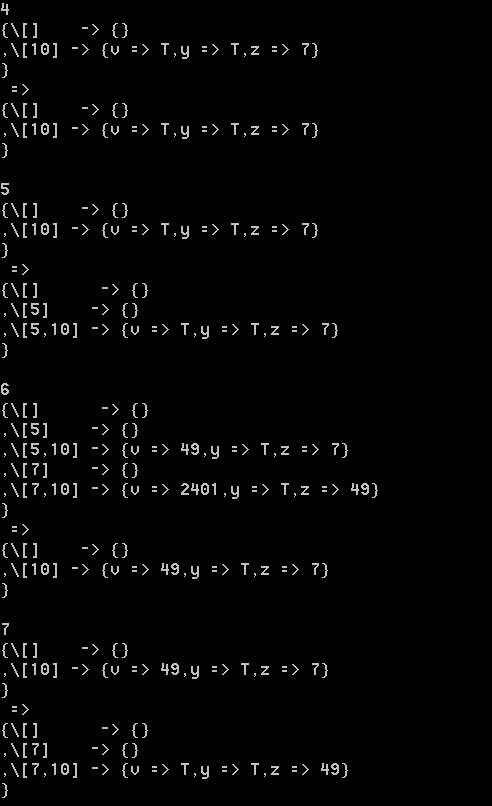 4
{\[]    -> {}
,\[10] -> {v => T,y => T,z => 7}
}
 =>
{\[]    -> {}
,\[10] -> {v => T,y => T,z => 7}
}

5
{\[]    -> {}
,\[10] -> {v => T,y => T,z => 7}
}
 =>
{\[]      -> {}
,\[5]    -> {}
,\[5,10] -> {v => T,y => T,z => 7}
}

6
{\[]      -> {}
,\[5]    -> {}
,\[5,10] -> {v => 49,y => T,z => 7}
,\[7]    -> {}
,\[7,10] -> {v => 2401,y => T,z => 49}
}
 =>
{\[]    -> {}
,\[10] -> {v => 49,y => T,z => 7}
}

7
{\[]    -> {}
,\[10] -> {v => 49,y => T,z => 7}
}
 =>
{\[]      -> {}
,\[7]    -> {}
,\[7,10] -> {v => T,y => T,z => 49}
}